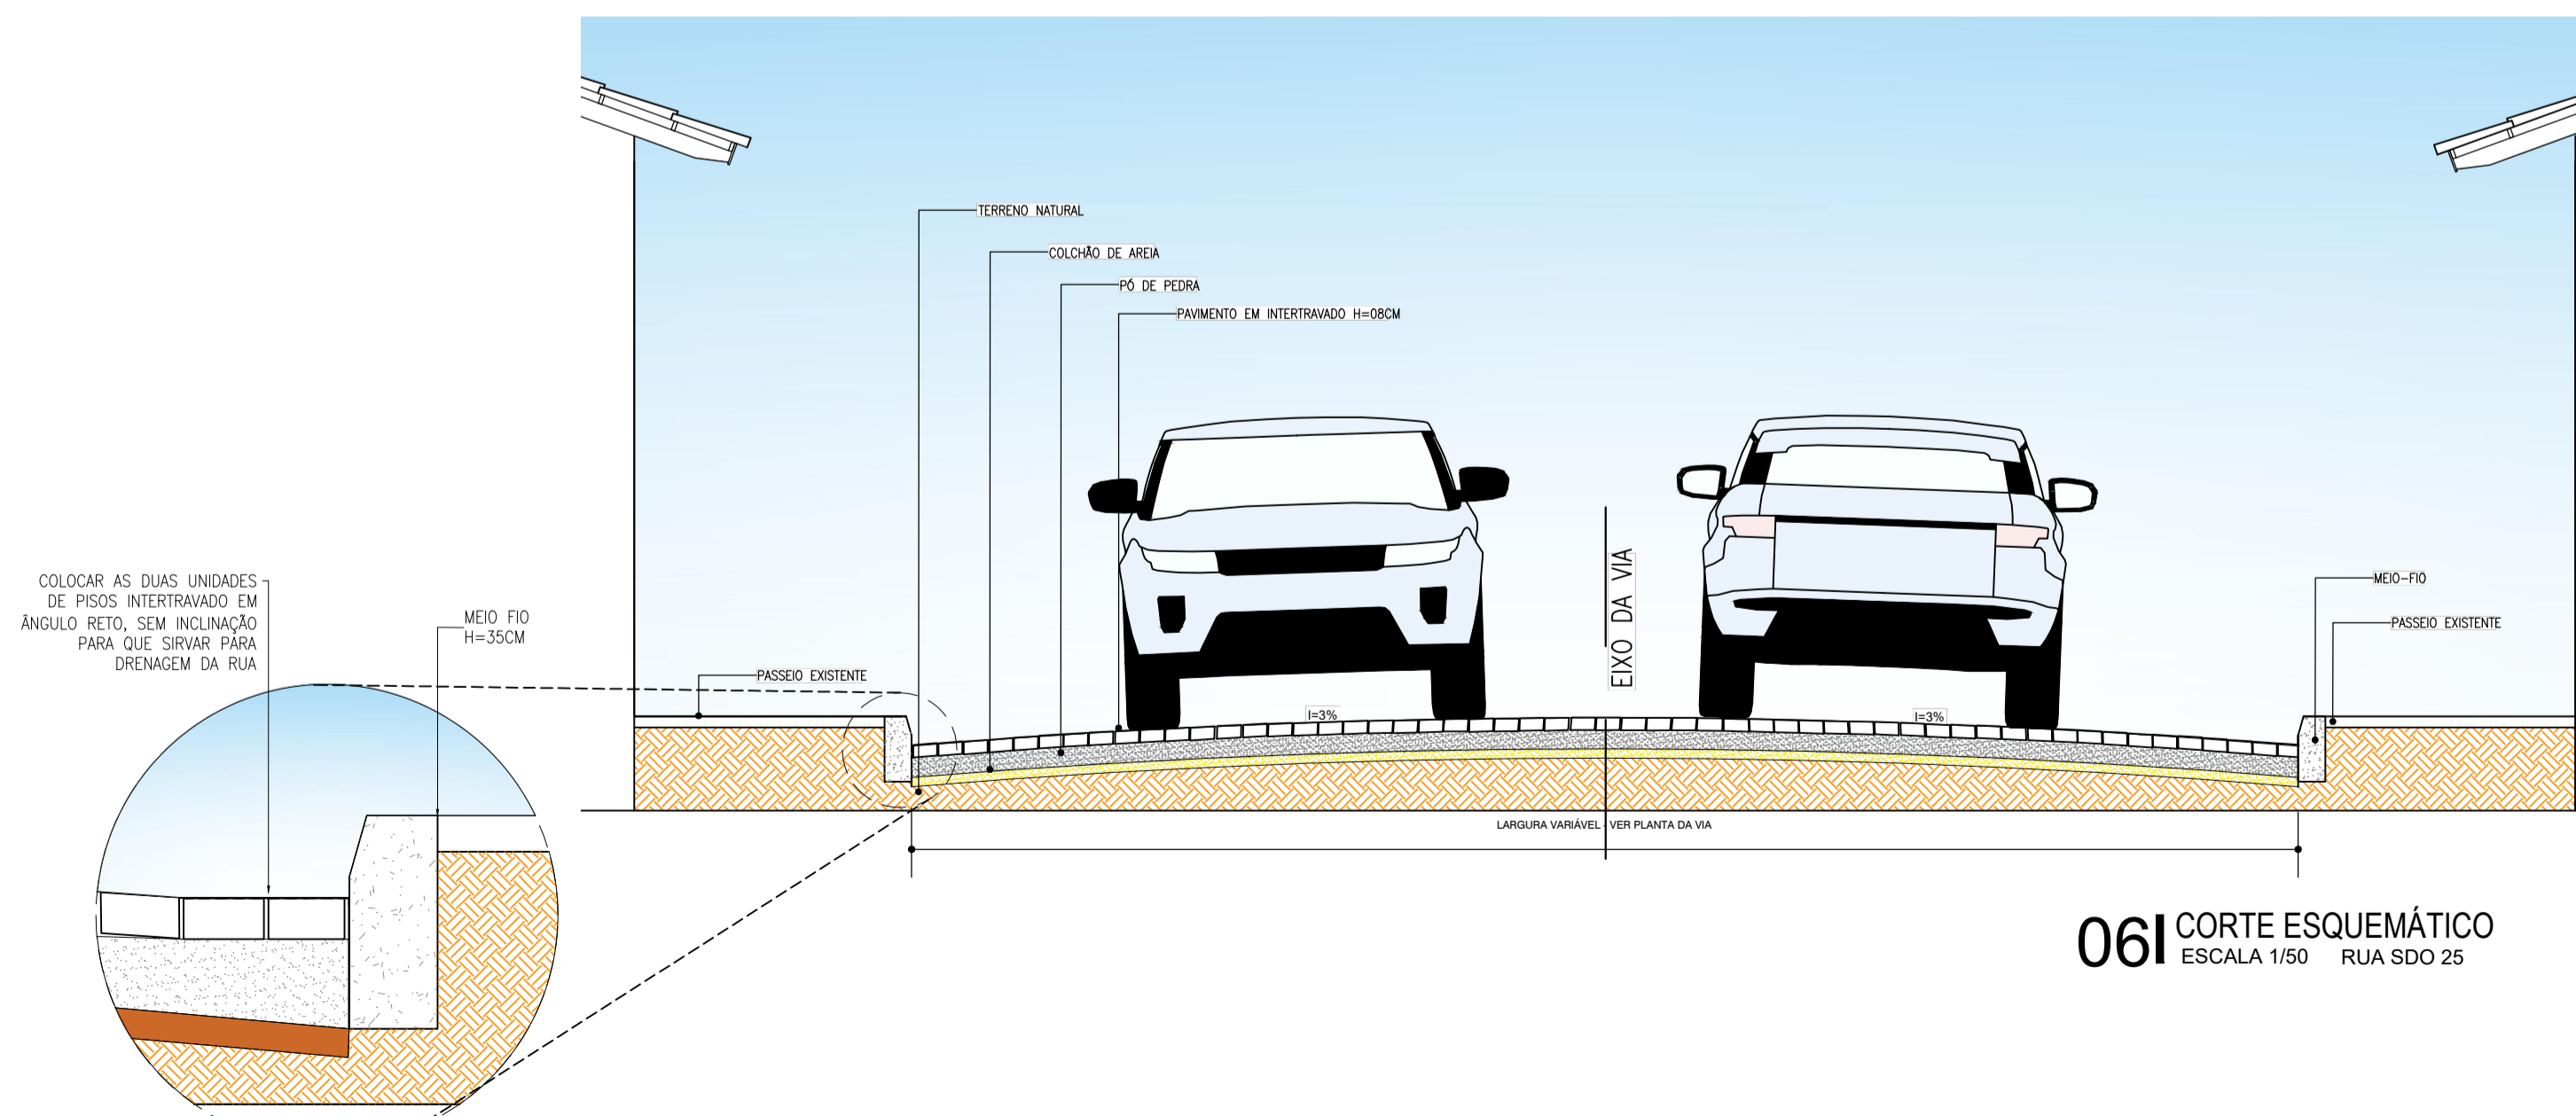 TERRENO NATURAL
COLCHÃO DE AREIA
PÓ DE PEDRA
PAVIMENTO EM INTERTRAVADO H=08CM
COLOCAR AS DUAS UNIDADES
DE PISOS INTERTRAVADO EM
ÂNGULO RETO, SEM INCLINAÇÃO
PARA QUE SIRVAR PARA
DRENAGEM DA RUA
MEIO FIO
H=35CM
PASSEIO EXISTENTE
I=3%
EIXO DA VIA
I=3%
MEIO-FIO
PASSEIO EXISTENTE
LARGURA VARIÁVEL - VER PLANTA DA VIA
06| CORTE ESQUEMÁTICO
ESCALA 1/50 RUA SDO 25